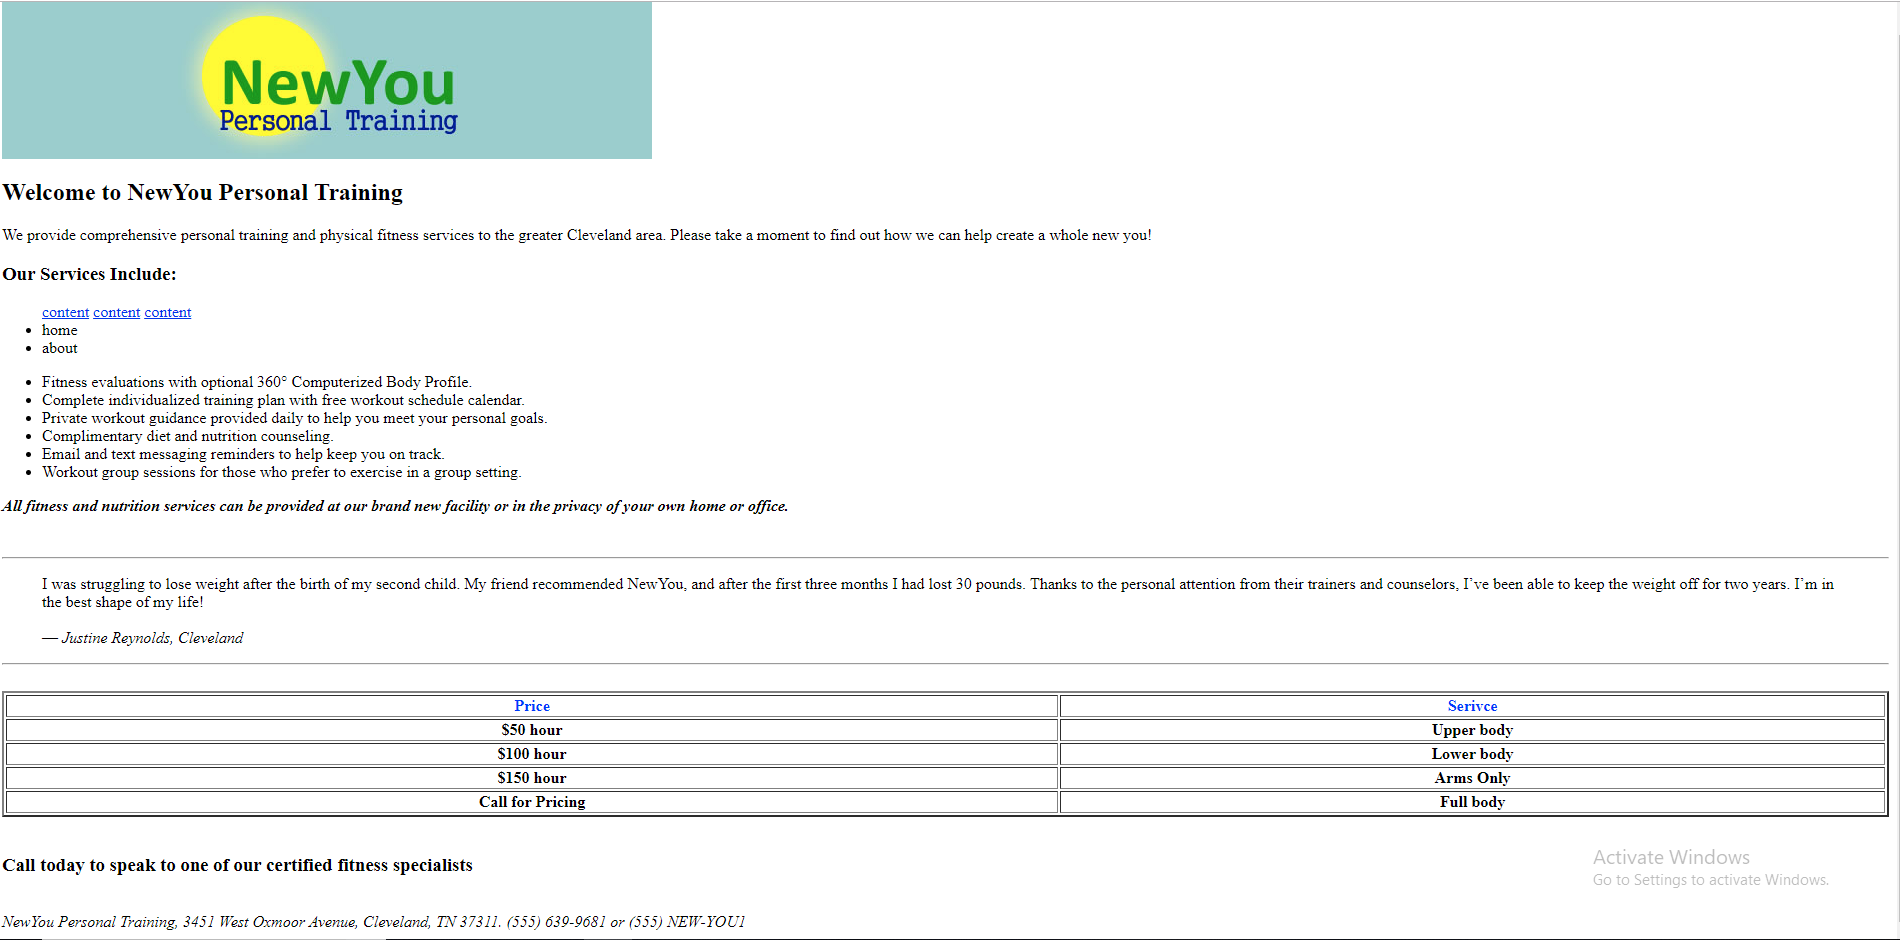 NewYou
Personal Training
Welcome to NewYou Personal Training
We provide comprehensive personal training and physical fitness services to the greater Cleveland area. Please take a moment to find out how we can help create a whole new you!
Our Services Include:
content content content
• home
• about
• Fitness evaluations with optional 360° Computerized Body Profile.
• Complete individualized training plan with free workout schedule calendar.
• Private workout guidance provided daily to help you meet your personal goals.
• Complimentary diet and nutrition counseling.
• Email and text messaging reminders to help keep you on track.
• Workout group sessions for those who prefer to exercise in a group setting.
All fitness and nutrition services can be provided at our brand new facility or in the privacy of your own home or office.
I was struggling to lose weight after the birth of my second child. My friend recommended NewYou, and after the first three months I had lost 30 pounds. Thanks to the personal attention from their trainers and counselors, I’ve been able to keep the weight off for two years. I’m in
the best shape of my life!
— Justine Reynolds, Cleveland
Price Serivce
$50 hour Upper body
$100 hour Lower body
$150 hour Arms Only
Call for Pricing Full body
Call today to speak to one of our certified fitness specialists
Activate Windows
Go to Settings to activate Windows.
NewYou Personal Training, 3451 West Oxmoor Avenue, Cleveland, TN 37311. (555) 639-9681 or (555) NEW-YOU1